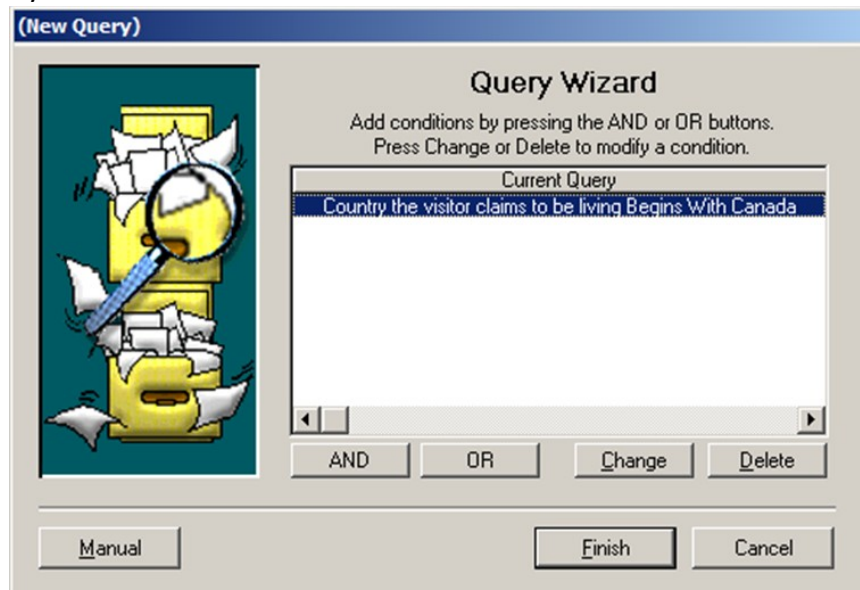 (New Query)
Query Wizard
Add conditions by pressing the AND or OR buttons.
Press Change or Delete to modify a condition.
Current Query
Country the visitor claims to be living Begins With Canada
AND
OR
Change
Delete
Manual
Finish
Cancel